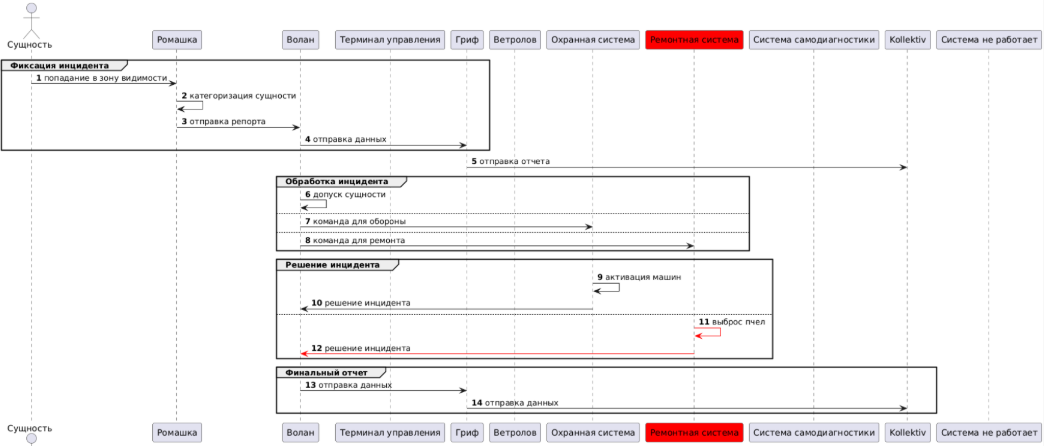 Сущность
Ромашка
Волан
Терминал управления
Гриф
Ветролов
Охранная система
Ремонтная система
Система самодиагностики
Kollektiv
Система не работает
Фиксация инцидента
1 попадание в зону видимости
2 категоризация сущности
3 отправка репорта
4 отправка данных
5 отправка отчета
Обработка инцидента
6 допуск сущности
7 команда для обороны
8 команда для ремонта
Решение инцидента
9 активация машин
10 решение инцидента
11 выброс пчел
12 решение инцидента
Финальный отчет
13 отправка данных
14 отправка данных
Сущность
Ромашка
Волан
Терминал управления
Гриф
Ветролов
Охранная система
Ремонтная система
Система самодиагностики
Kollektiv
Система не работает